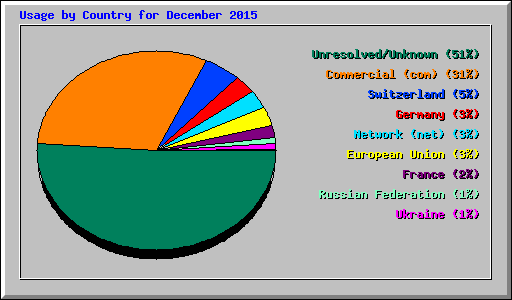 Usage by Country for December 2015
Unresolved/Unknown (51%)
Commercial (com) (31%)
Switzerland (5%)
Germany (3%)
Network (net) (3%)
European Union (3%)
France (2%)
Russian Federation (1%)
Ukraine (1%)